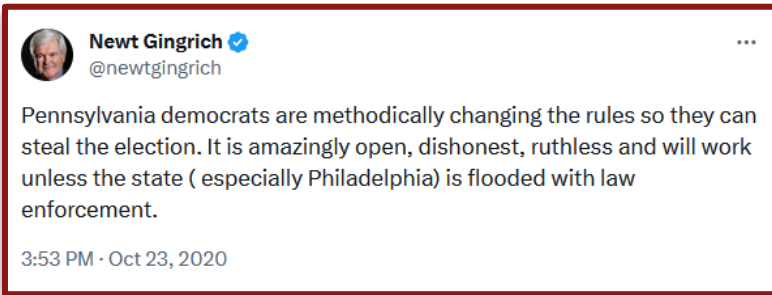 Newt Gingrich
@newtgingrich
Pennsylvania democrats are methodically changing the rules so they can
steal the election. It is amazingly open, dishonest, ruthless and will work
unless the state ( especially Philadelphia) is flooded with law
enforcement.
3:53 PM · Oct 23, 2020